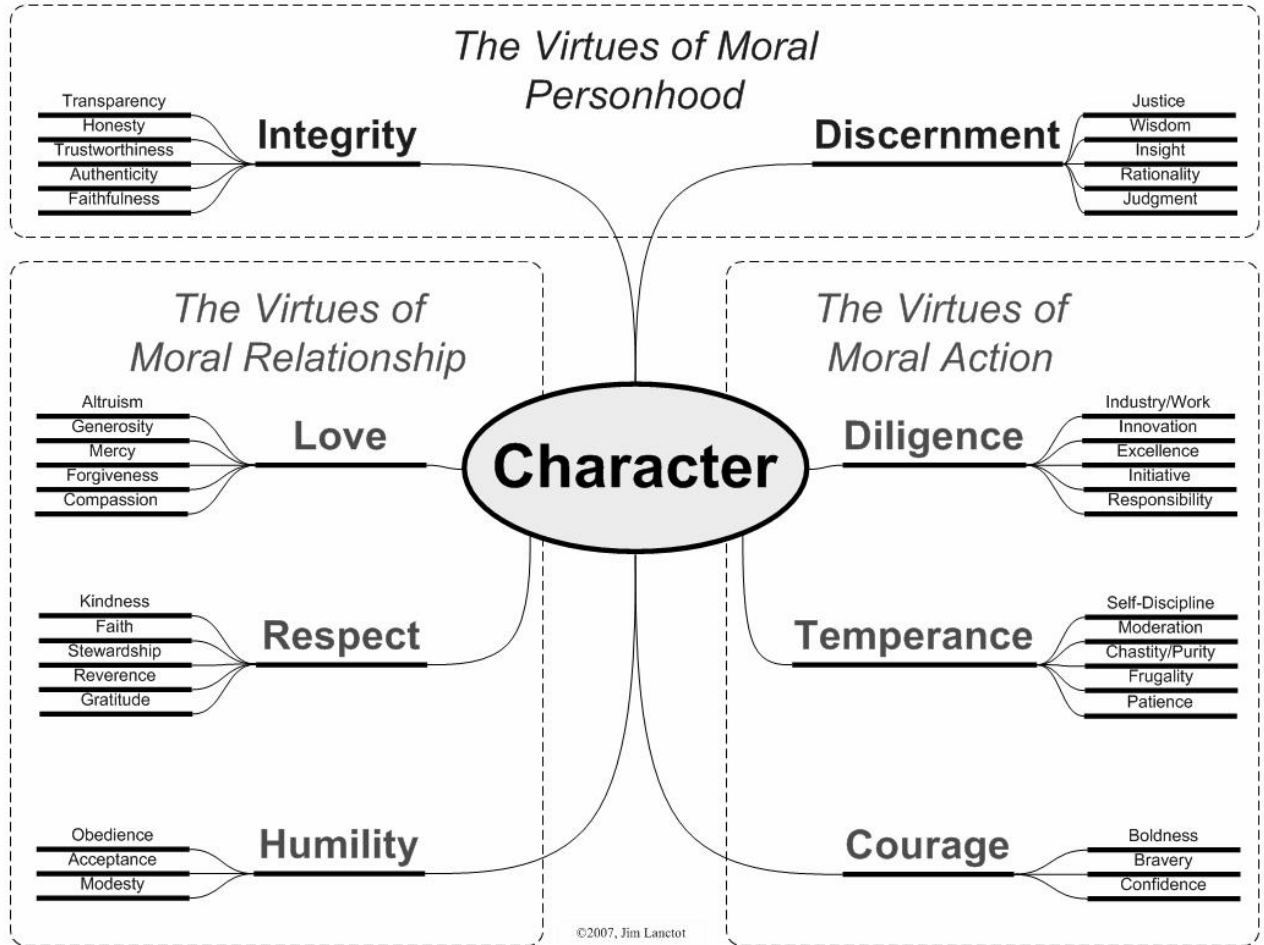 The Virtues of Moral
Personhood
Integrity
Transparency
Honesty
Trustworthiness
Authenticity
Faithfulness
Discernment
Justice
Wisdom
Insight
Rationality
Judgment
The Virtues of
Moral Relationship
Love
Altruism
Generosity
Mercy
Forgiveness
Compassion
Respect
Kindness
Faith
Stewardship
Reverence
Gratitude
Humility
Obedience
Acceptance
Modesty
Character
The Virtues of
Moral Action
Diligence
Industry/Work
Innovation
Excellence
Initiative
Responsibility
Temperance
Self-Discipline
Moderation
Chastity/Purity
Frugality
Patience
Courage
Boldness
Bravery
Confidence
©2007, Jim Lanctot